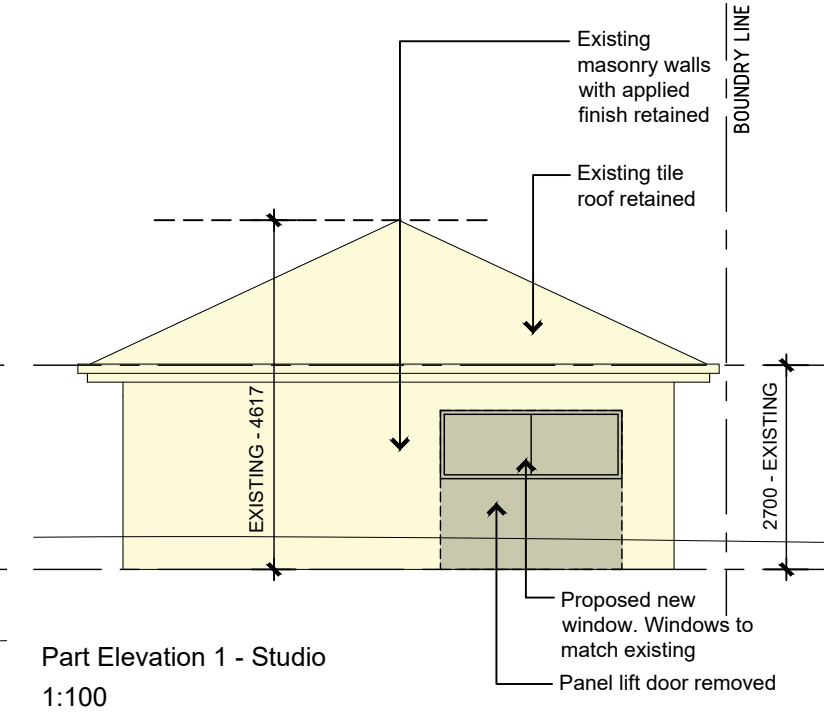 Existing
masonry walls
with applied
finish retained
BOUNDRY LINE
Existing tile
roof retained
EXISTING - 4617
2700 - EXISTING
Proposed new
window. Windows to
match existing
Panel lift door removed
Part Elevation 1 - Studio
1:100